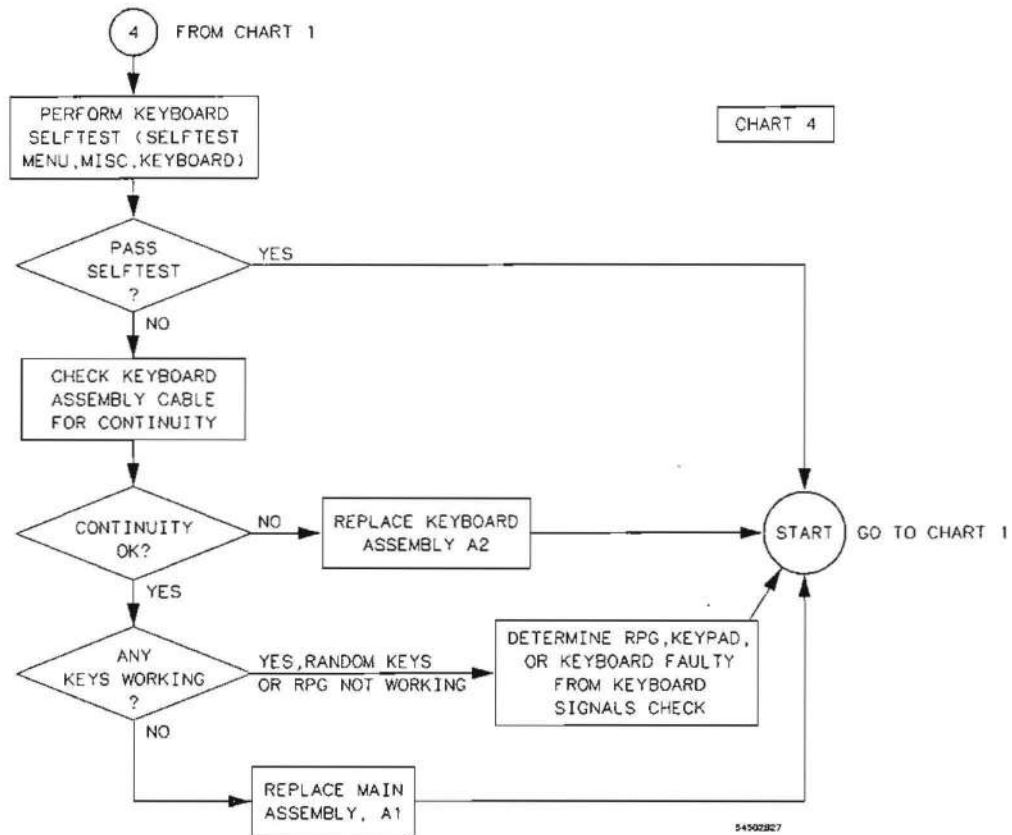 4 FROM CHART 1
PERFORM KEYBOARD
SELFTEST (SELFTEST
MENU,MISC,KEYBOARD)
CHART 4
PASS
SELFTEST
?
YES
NO
CHECK KEYBOARD
ASSEMBLY CABLE
FOR CONTINUITY
CONTINUITY
OK?
NO
REPLACE KEYBOARD
ASSEMBLY A2
START
GO TO CHART 1
YES
ANY
KEYS WORKING
?
YES,RANDOM KEYS
OR RPG NOT WORKING
DETERMINE RPG,KEYPAD,
OR KEYBOARD FAULTY
FROM KEYBOARD
SIGNALS CHECK
NO
REPLACE MAIN
ASSEMBLY, A1
54502B27